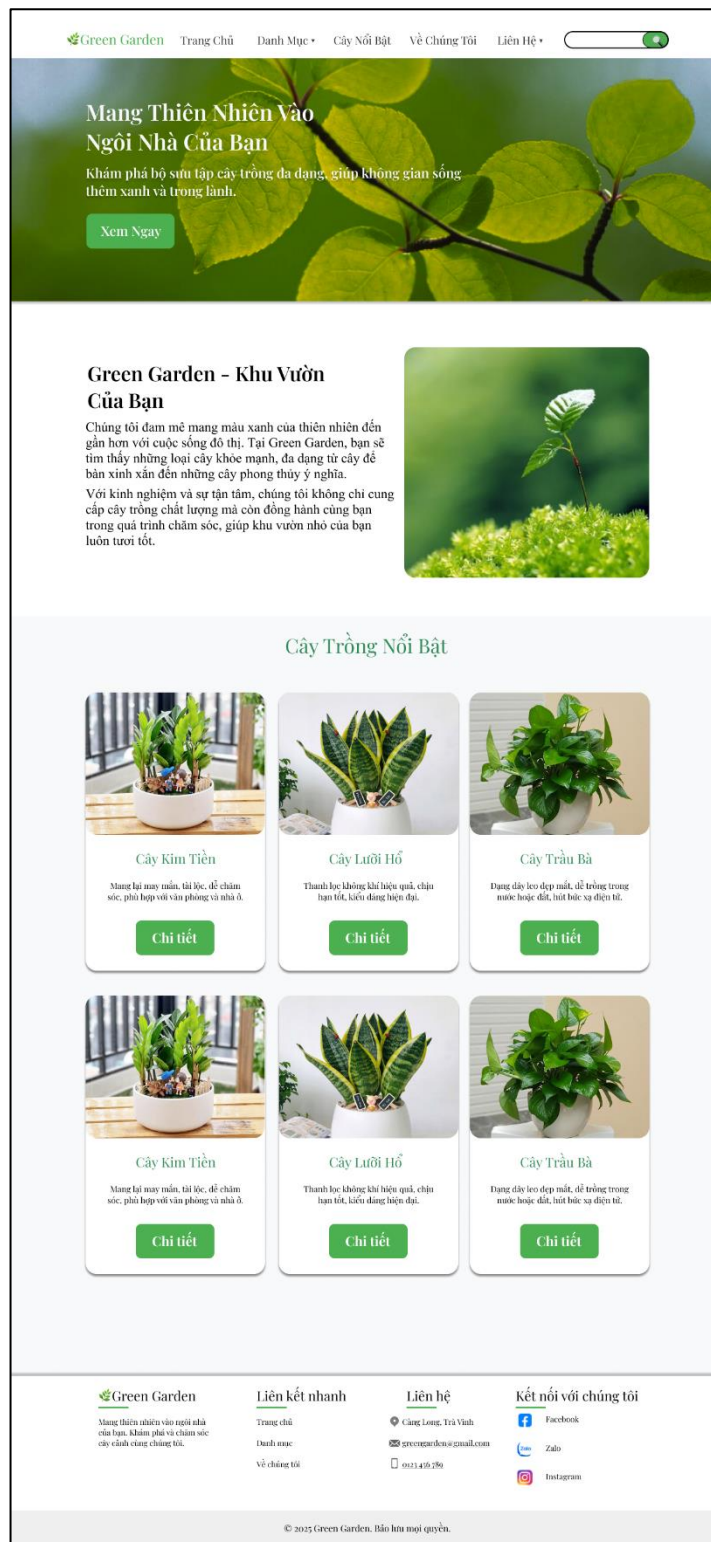 Green Garden Trang Chủ Danh Mục Cây Nổi Bật Về Chúng Tôi Liên Hệ
Mang Thiên Nhiên Vào
Ngôi Nhà Của Bạn
Khám phá bộ sưu tập cây trồng đa dạng, giúp không gian sống
thêm xanh và trong lành.
Xem Ngay
Green Garden - Khu Vườn
Của Bạn
Chúng tôi đam mê mang màu xanh của thiên nhiên đến
gần hơn với cuộc sống đô thị. Tại Green Garden, bạn sẽ
tìm thấy những loại cây khỏe mạnh, đa dạng từ cây để
bàn xinh xắn đến những cây phong thủy ý nghĩa.
Với kinh nghiệm và sự tận tâm, chúng tôi không chỉ cung
cấp cây trồng chất lượng mà còn đồng hành cùng bạn
trong quá trình chăm sóc, giúp khu vườn nhỏ của bạn
luôn tươi tốt.
Cây Trồng Nổi Bật
Cây Kim Tiền
Mang lại may mắn, tài lộc, dễ chăm
sóc, phù hợp với văn phòng và nhà ở.
Chi tiết
Cây Lưỡi Hổ
Thanh lọc không khí hiệu quả, chịu
hạn tốt, kiểu dáng hiện đại.
Chi tiết
Cây Trầu Bà
Dạng dây leo đẹp mắt, dễ trồng trong
nước hoặc đất, hút bức xạ điện tử.
Chi tiết
Cây Kim Tiền
Mang lại may mắn, tài lộc, dễ chăm
sóc, phù hợp với văn phòng và nhà ở.
Chi tiết
Cây Lưỡi Hổ
Thanh lọc không khí hiệu quả, chịu
hạn tốt, kiểu dáng hiện đại.
Chi tiết
Cây Trầu Bà
Dạng dây leo đẹp mắt, dễ trồng trong
nước hoặc đất, hút bức xạ điện tử.
Chi tiết
Green Garden
Mang thiên nhiên vào ngôi nhà
của bạn. Khám phá và chăm sóc
cây cảnh cùng chúng tôi.
Liên kết nhanh
Trang chủ
Danh mục
Về chúng tôi
Liên hệ
Càng Long, Trà Vinh
greengarden@gmail.com
0123 456 789
Kết nối với chúng tôi
Facebook
Zalo
Zalo
Instagram
© 2025 Green Garden. Bảo lưu mọi quyền.